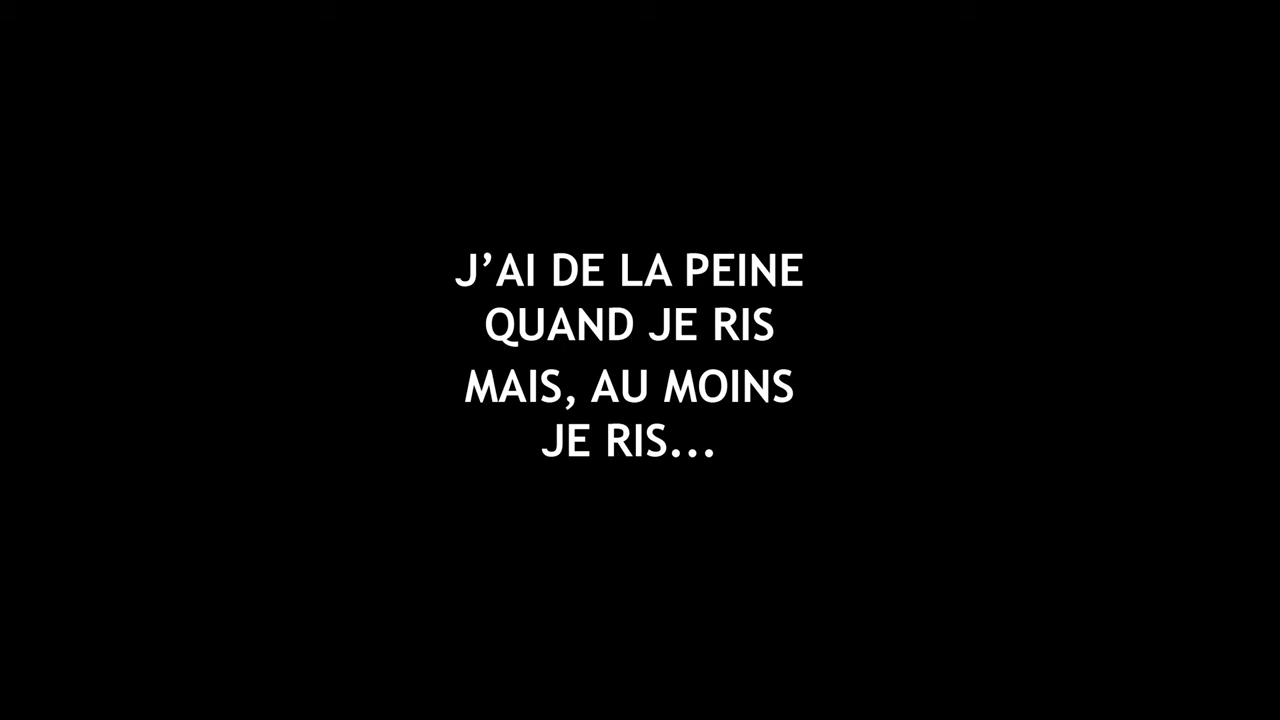 J’AI DE LA PEINE
QUAND JE RIS
MAIS, AU MOINS
JE RIS...